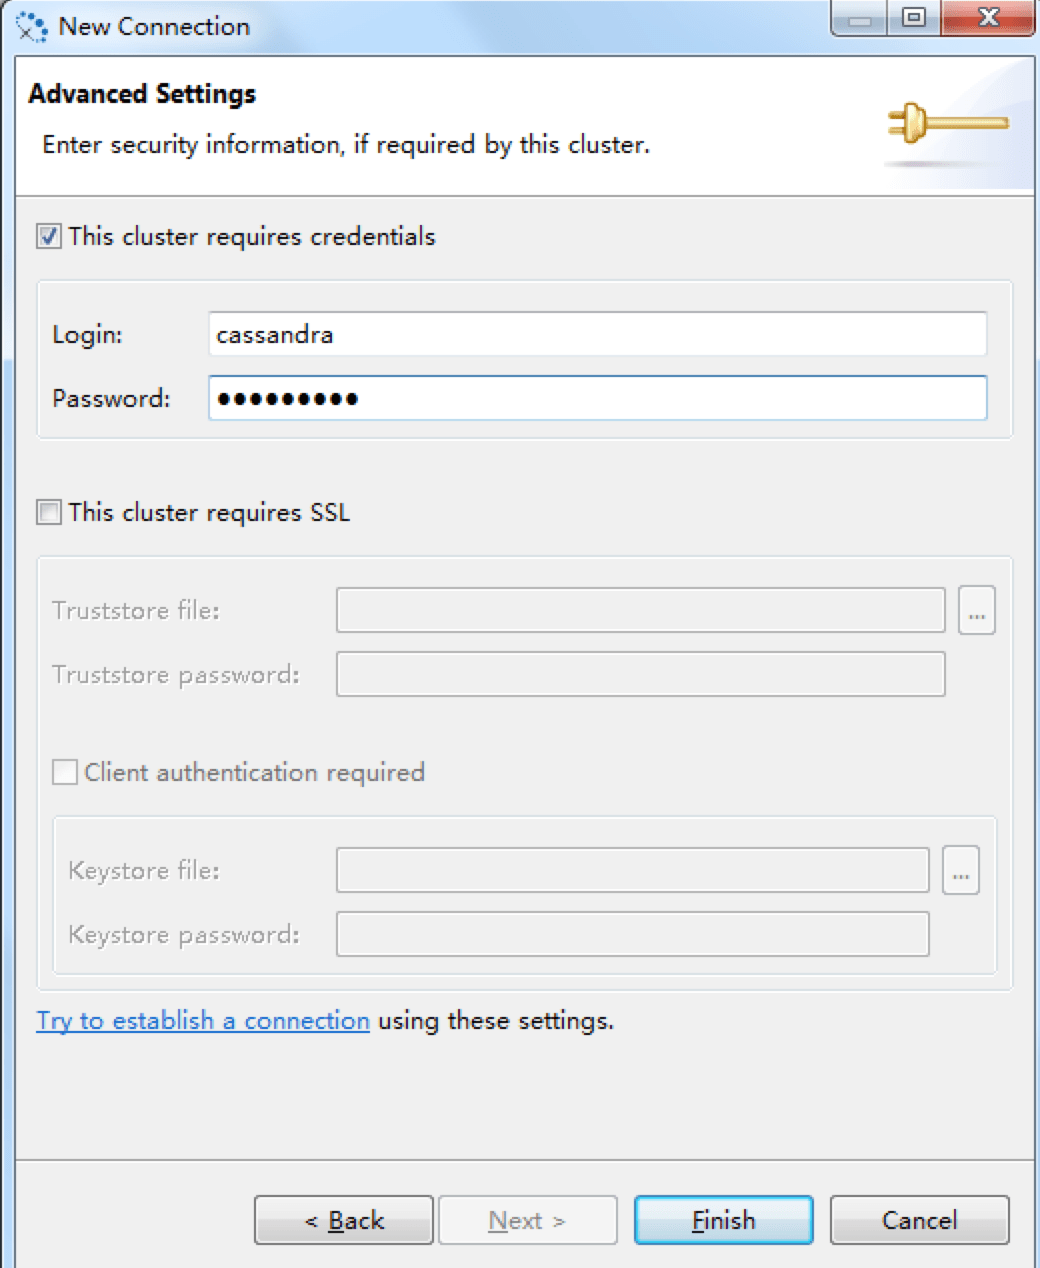 New Connection
Advanced Settings
Enter security information, if required by this cluster.
This cluster requires credentials
Login: cassandra
Password: ●●●●●●●●●
This cluster requires SSL
Truststore file: ...
Truststore password:
Client authentication required
Keystore file: ...
Keystore password:
Try to establish a connection using these settings.
< Back Next > Finish Cancel